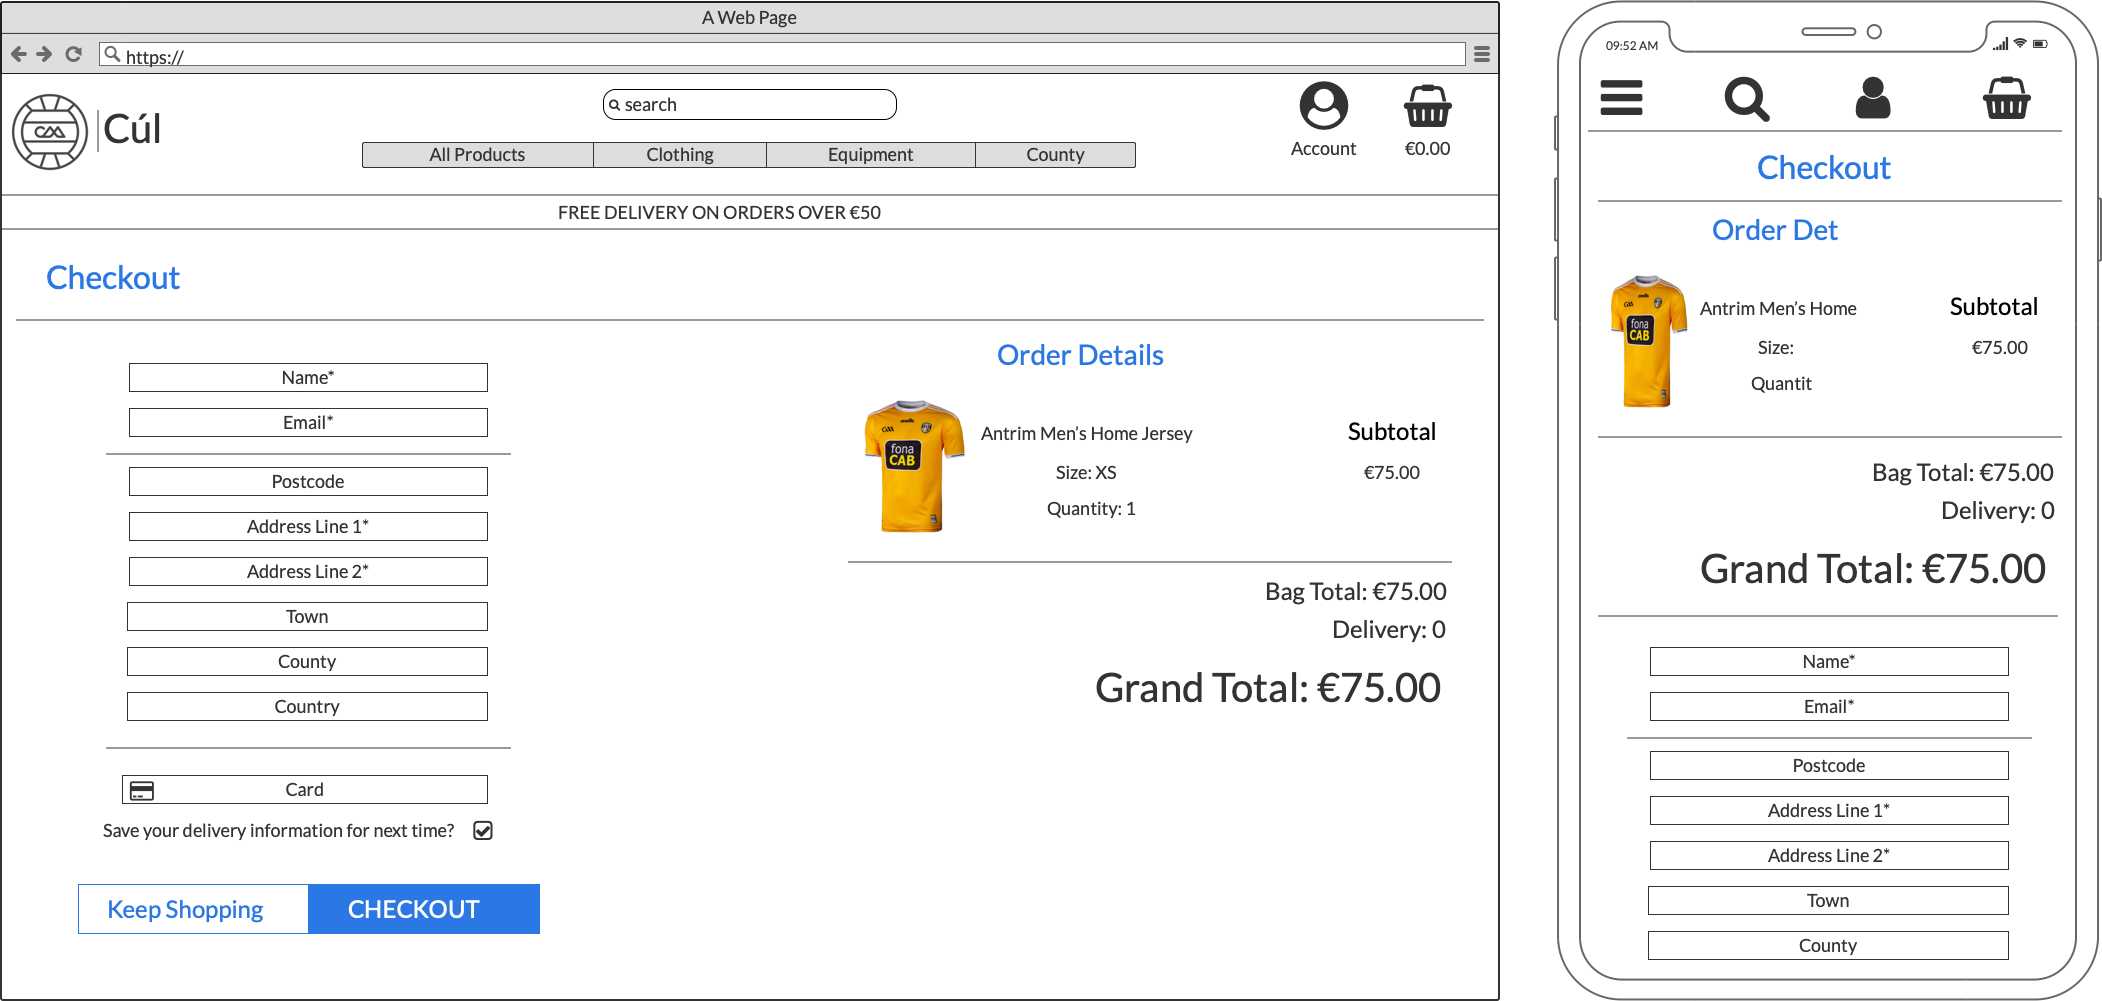 A Web Page
https://
Cúl
search
All Products Clothing Equipment County
Account
€0.00
FREE DELIVERY ON ORDERS OVER €50
Checkout
Name*
Email*
Postcode
Address Line 1*
Address Line 2*
Town
County
Country
Card
Save your delivery information for next time?
Keep Shopping CHECKOUT
Order Details
fona
CAB
Antrim Men's Home Jersey
Size: XS
Quantity: 1
Subtotal
€75.00
Bag Total: €75.00
Delivery: 0
Grand Total: €75.00
09:52 AM
Checkout
Order Det
fona
CAB
Antrim Men's Home
Size:
Quantit
Subtotal
€75.00
Bag Total: €75.00
Delivery: 0
Grand Total: €75.00
Name*
Email*
Postcode
Address Line 1*
Address Line 2*
Town
County